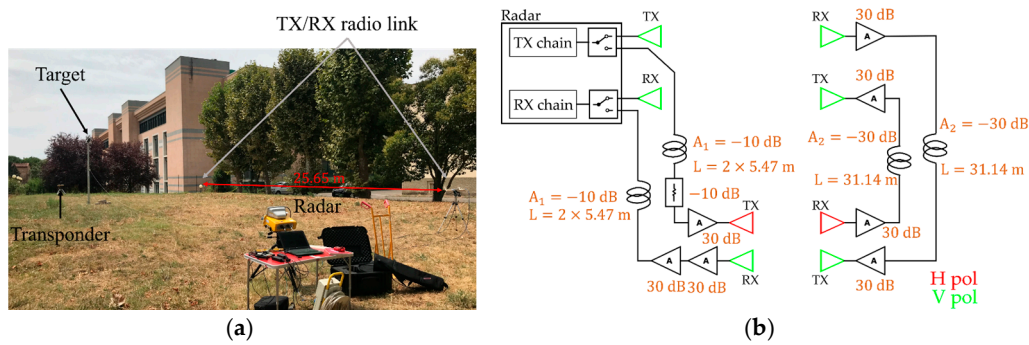 TX/RX radio link
Target
25.65 m
Radar
Transponder
(a)
Radar
TX chain
RX chain
TX
RX
A₁ = −10 dB
L = 2 × 5.47 m
−10 dB
A₁ = −10 dB
L = 2 × 5.47 m
TX
A
30 dB
A
A
30 dB
30 dB
RX
RX
30 dB
A
TX
30 dB
A
A₂ = −30 dB
A₂ = −30 dB
L = 31.14 m
L = 31.14 m
RX
A
30 dB
TX
A
30 dB
H pol
V pol
(b)